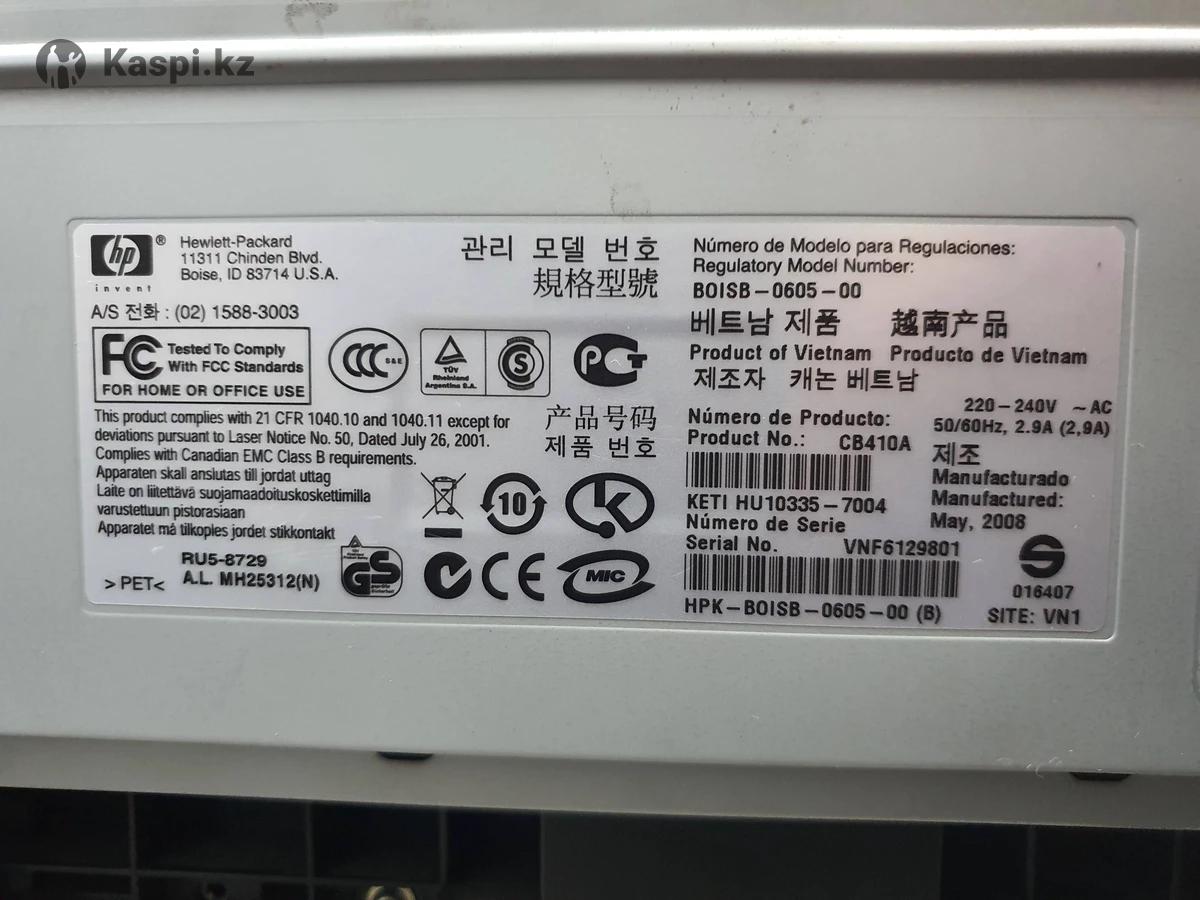 Kaspi.kz
hp ®
invent
Hewlett-Packard
11311 Chinden Blvd.
Boise, ID 83714 U.S.A.
A/S 전화 : (02) 1588-3003
FC Tested To Comply
With FCC Standards
FOR HOME OR OFFICE USE
CCC S&E
TÜV
Rheinland
Argentina S.A.
S
PCT
This product complies with 21 CFR 1040.10 and 1040.11 except for
deviations pursuant to Laser Notice No. 50, Dated July 26, 2001.
Complies with Canadian EMC Class B requirements.
Apparaten skall anslutas till jordat uttag
Laite on liitettävä suojamaadoituskoskettimilla
varustettuun pistorasiaan
Apparatet må tilkoples jordet stikkontakt
RU5-8729
>PET< A.L. MH25312(N)
GS
10
K
CE
MIC
관리 모델 번호
規格型號
产品号码
제품 번호
Número de Modelo para Regulaciones:
Regulatory Model Number:
BOISB-0605-00
베트남 제품 越南产品
Product of Vietnam Producto de Vietnam
제조자 캐논 베트남
Número de Producto:
Product No.: CB410A
220-240V ~AC
50/60Hz, 2.9A (2,9A)
제조
Manufacturado
Manufactured:
May, 2008
KETI HU10335-7004
Número de Serie
Serial No. VNF6129801
HPK-BOISB-0605-00 (B)
S
016407
SITE: VN1